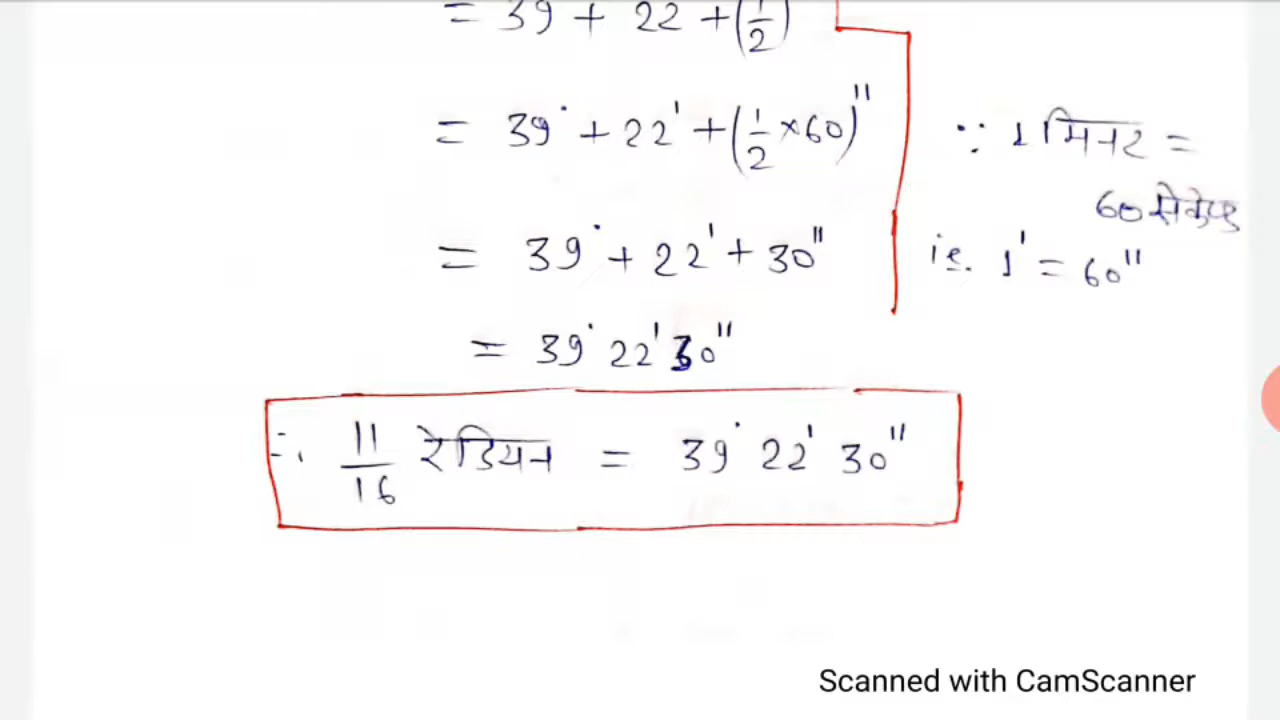 = 39 + 22 + (1/2)
= 39° + 22' + (1/2 × 60)"
∵ 1 मिनट =
60 सेकेण्ड
= 39° + 22' + 30"
ie. 1' = 60"
= 39° 22' 30"
∴ 11/16 रेडियन = 39° 22' 30"
Scanned with CamScanner